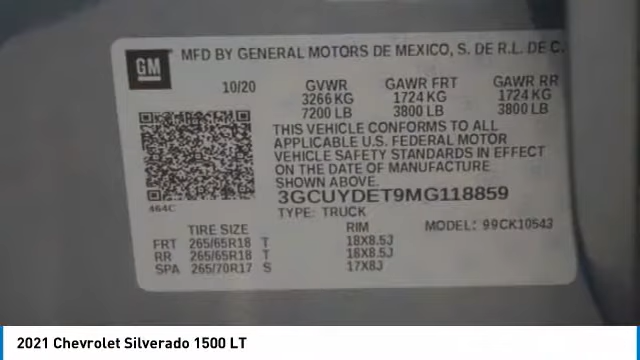 GM
MFD BY GENERAL MOTORS DE MEXICO, S. DE R.L. DE C.
10/20 GVWR GAWR FRT GAWR RR
3266 KG 1724 KG 1724 KG
7200 LB 3800 LB 3800 LB
THIS VEHICLE CONFORMS TO ALL
APPLICABLE U.S. FEDERAL MOTOR
VEHICLE SAFETY STANDARDS IN EFFECT
ON THE DATE OF MANUFACTURE
SHOWN ABOVE.
3GCUYDET9MG118859
464C
TYPE: TRUCK
TIRE SIZE RIM MODEL: 99CK10543
FRT 265/65R18 T 18X8.5J
RR 265/65R18 T 18X8.5J
SPA 265/70R17 S 17X8J
2021 Chevrolet Silverado 1500 LT